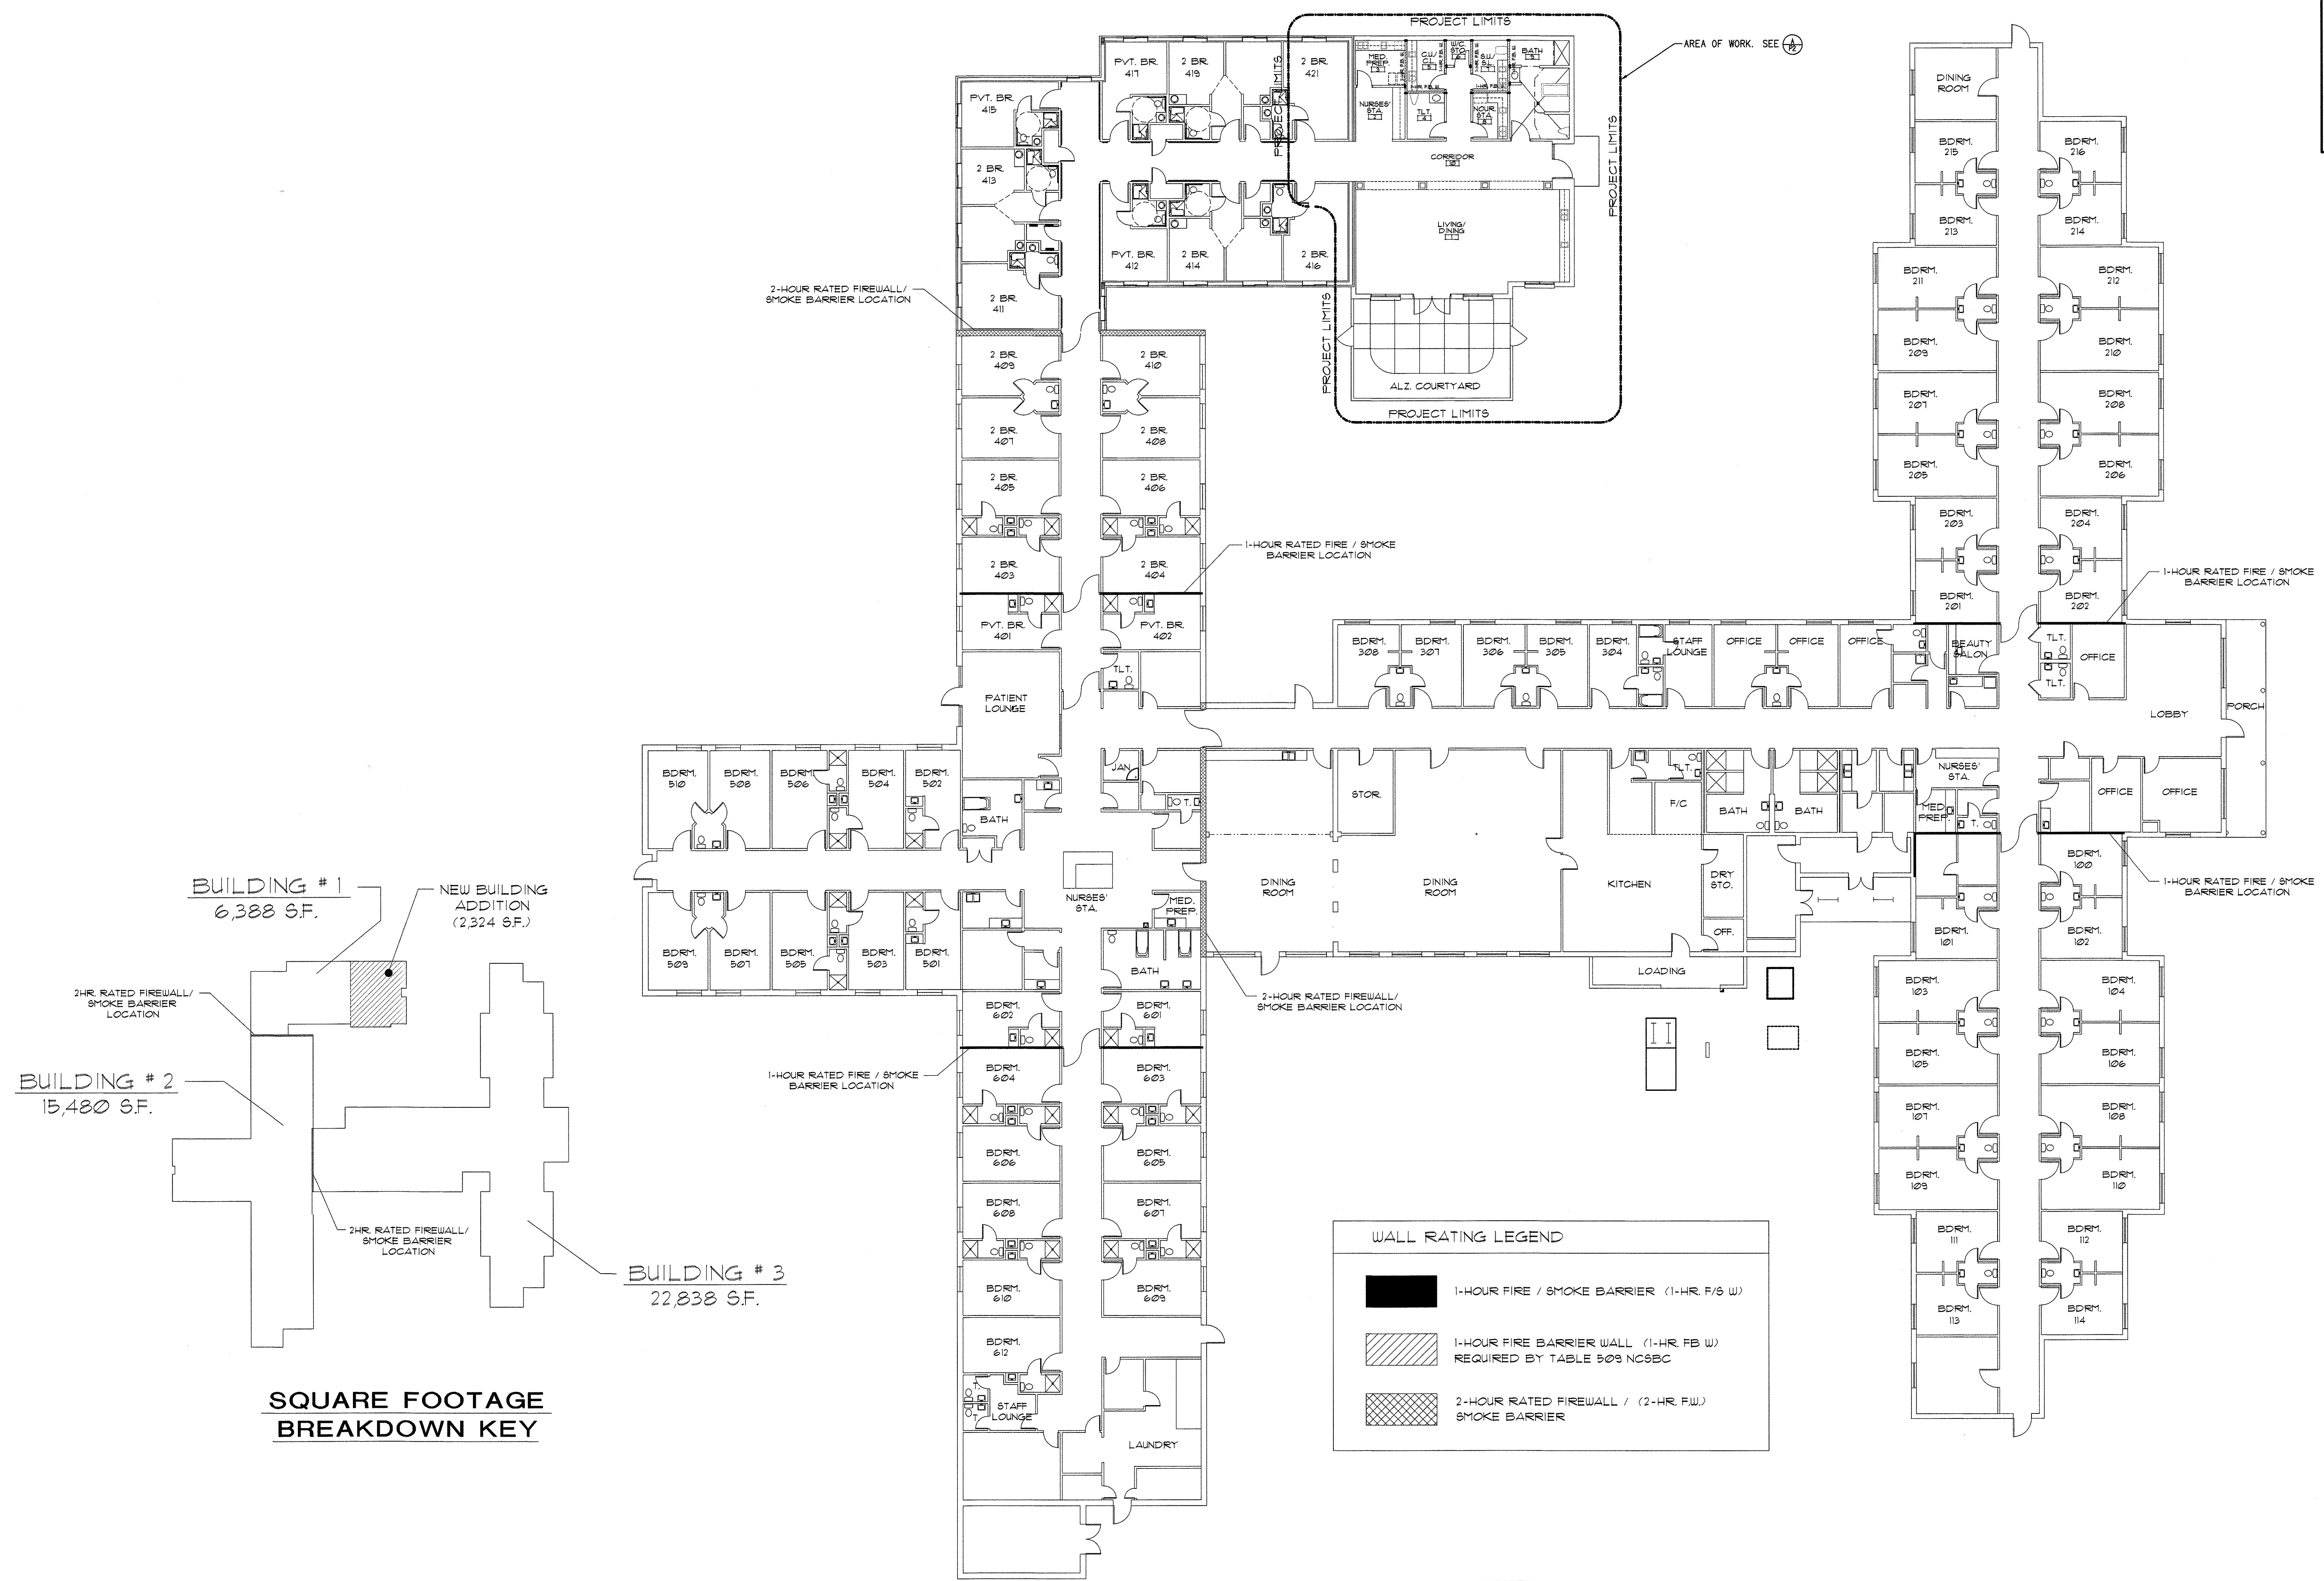 PROJECT LIMITS
AREA OF WORK. SEE A P2
PVT. BR. 417
2 BR. 419
2 BR. 421
PROJECT LIMITS
MED. PREP. 3
BATH 9
PVT. BR. 415
NURSES' STA. 2
TLT. 4
NOUR. STA. 8
2 BR. 413
CORRIDOR 10
PROJECT LIMITS
LIVING/ DINING
PVT. BR. 412
2 BR. 414
2 BR. 416
2 BR. 411
2-HOUR RATED FIREWALL/
SMOKE BARRIER LOCATION
PROJECT LIMITS
ALZ. COURTYARD
PROJECT LIMITS
2 BR. 409
2 BR. 410
2 BR. 407
2 BR. 408
2 BR. 405
2 BR. 406
2 BR. 403
2 BR. 404
1-HOUR RATED FIRE / SMOKE
BARRIER LOCATION
PVT. BR. 401
PVT. BR. 402
TLT.
PATIENT
LOUNGE
DINING
ROOM
BDRM. 215
BDRM. 216
BDRM. 213
BDRM. 214
BDRM. 211
BDRM. 212
BDRM. 209
BDRM. 210
BDRM. 207
BDRM. 208
BDRM. 205
BDRM. 206
BDRM. 203
BDRM. 204
BDRM. 201
BDRM. 202
1-HOUR RATED FIRE / SMOKE
BARRIER LOCATION
BDRM. 308
BDRM. 307
BDRM. 306
BDRM. 305
BDRM. 304
STAFF
LOUNGE
OFFICE
OFFICE
OFFICE
BEAUTY
SALON
TLT.
TLT.
OFFICE
LOBBY
PORCH
BDRM. 510
BDRM. 508
BDRM. 506
BDRM. 504
BDRM. 502
BATH
JAN.
T.
STOR.
TLT.
F/C
BATH
BATH
NURSES'
STA.
MED.
PREP.
T.
OFFICE
OFFICE
NURSES'
STA.
MED.
PREP.
DINING
ROOM
DINING
ROOM
KITCHEN
DRY
STO.
OFF.
LOADING
BDRM. 509
BDRM. 507
BDRM. 505
BDRM. 503
BDRM. 501
BATH
2-HOUR RATED FIREWALL/
SMOKE BARRIER LOCATION
BDRM. 602
BDRM. 601
1-HOUR RATED FIRE / SMOKE
BARRIER LOCATION
BDRM. 604
BDRM. 603
BDRM. 606
BDRM. 605
BDRM. 608
BDRM. 607
BDRM. 610
BDRM. 609
BDRM. 612
T.
T.
STAFF
LOUNGE
LAUNDRY
BDRM. 100
1-HOUR RATED FIRE / SMOKE
BARRIER LOCATION
BDRM. 101
BDRM. 102
BDRM. 103
BDRM. 104
BDRM. 105
BDRM. 106
BDRM. 107
BDRM. 108
BDRM. 109
BDRM. 110
BDRM. 111
BDRM. 112
BDRM. 113
BDRM. 114
BUILDING # 1
6,388 S.F.
NEW BUILDING
ADDITION
(2,324 S.F.)
2HR. RATED FIREWALL/
SMOKE BARRIER
LOCATION
BUILDING # 2
15,480 S.F.
2HR. RATED FIREWALL/
SMOKE BARRIER
LOCATION
BUILDING # 3
22,838 S.F.
SQUARE FOOTAGE
BREAKDOWN KEY
WALL RATING LEGEND
1-HOUR FIRE / SMOKE BARRIER (1-HR. F/S W)
1-HOUR FIRE BARRIER WALL (1-HR. FB W)
REQUIRED BY TABLE 509 NCSBC
2-HOUR RATED FIREWALL / (2-HR. F.W.)
SMOKE BARRIER